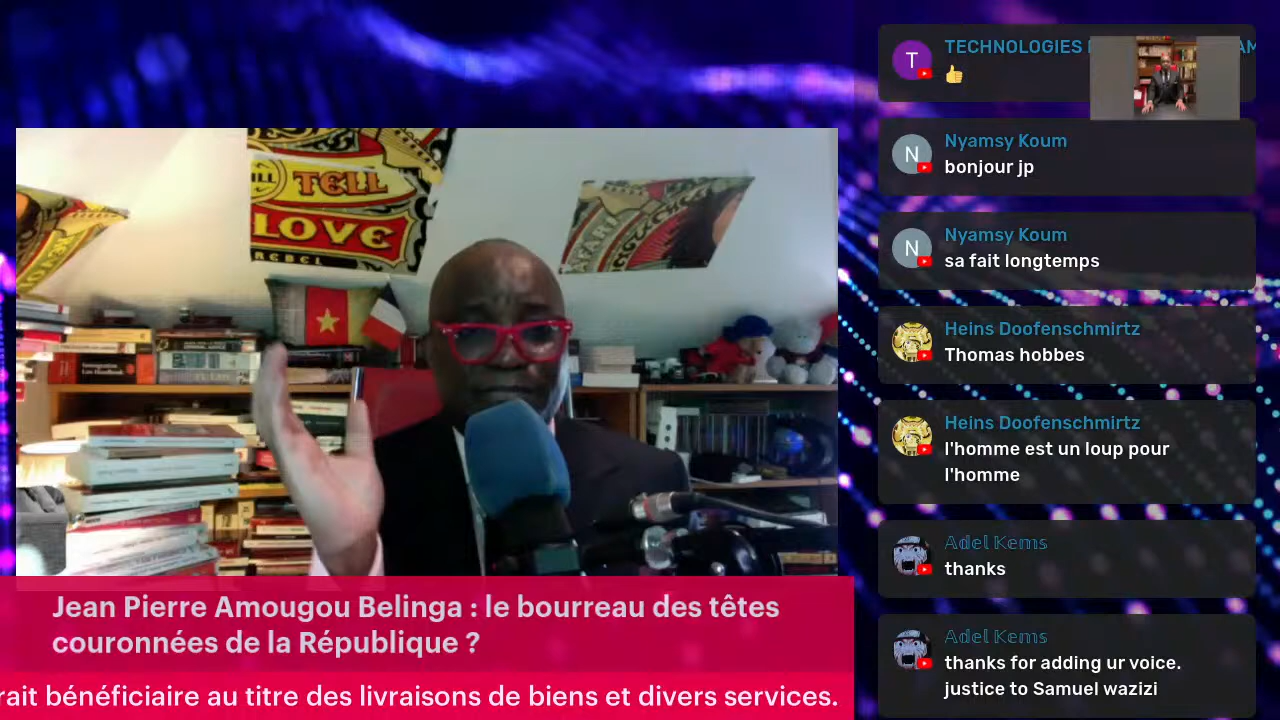 TELL
LOVE
REBEL
Jean Pierre Amougou Belinga : le bourreau des têtes
couronnées de la République ?
rait bénéficiaire au titre des livraisons de biens et divers services.
T
TECHNOLOGIES
👍
N
Nyamsy Koum
bonjour jp
N
Nyamsy Koum
sa fait longtemps
Heins Doofenschmirtz
Thomas hobbes
Heins Doofenschmirtz
l'homme est un loup pour
l'homme
Adel Kems
thanks
Adel Kems
thanks for adding ur voice.
justice to Samuel wazizi